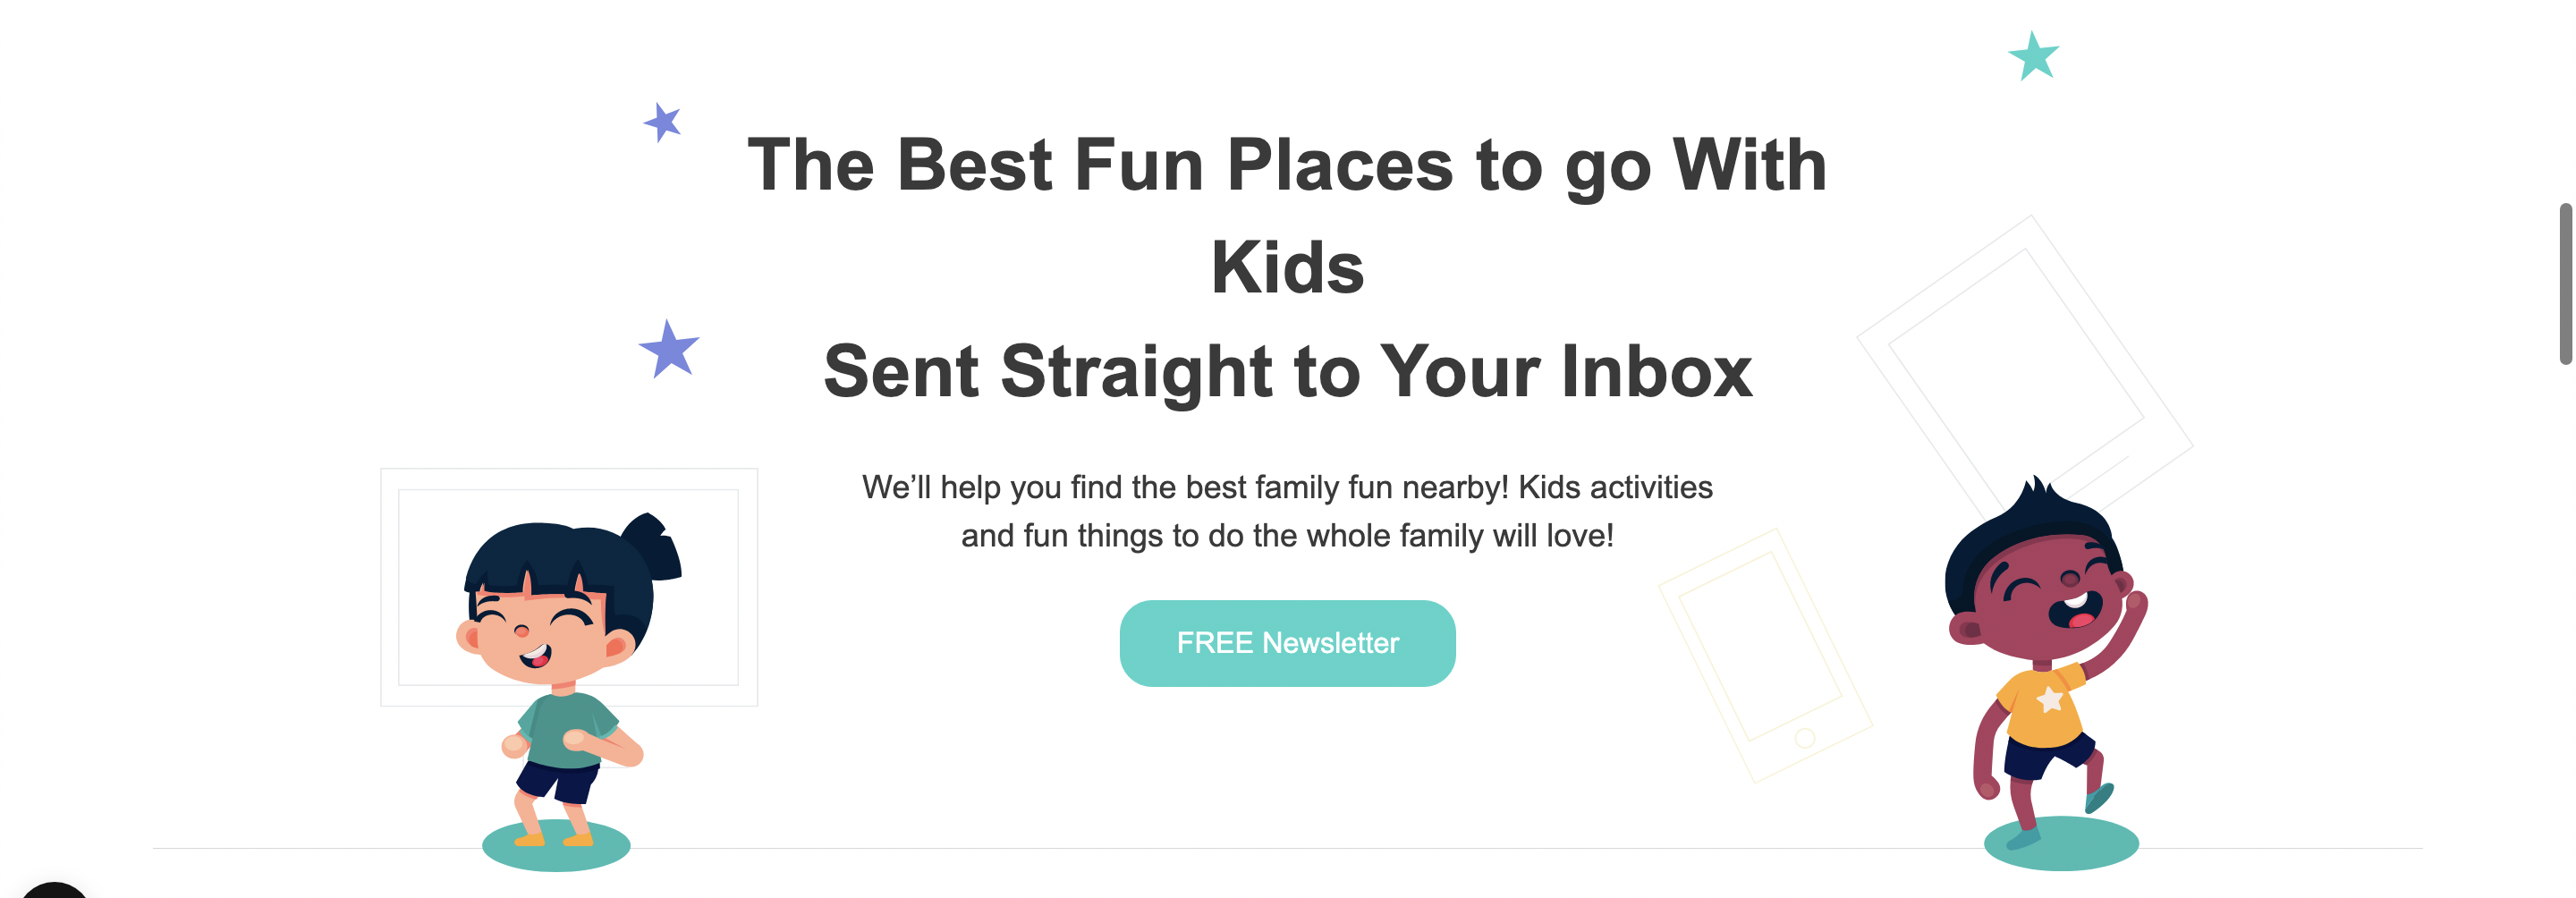 The Best Fun Places to go With
Kids
Sent Straight to Your Inbox
We’ll help you find the best family fun nearby! Kids activities
and fun things to do the whole family will love!
FREE Newsletter